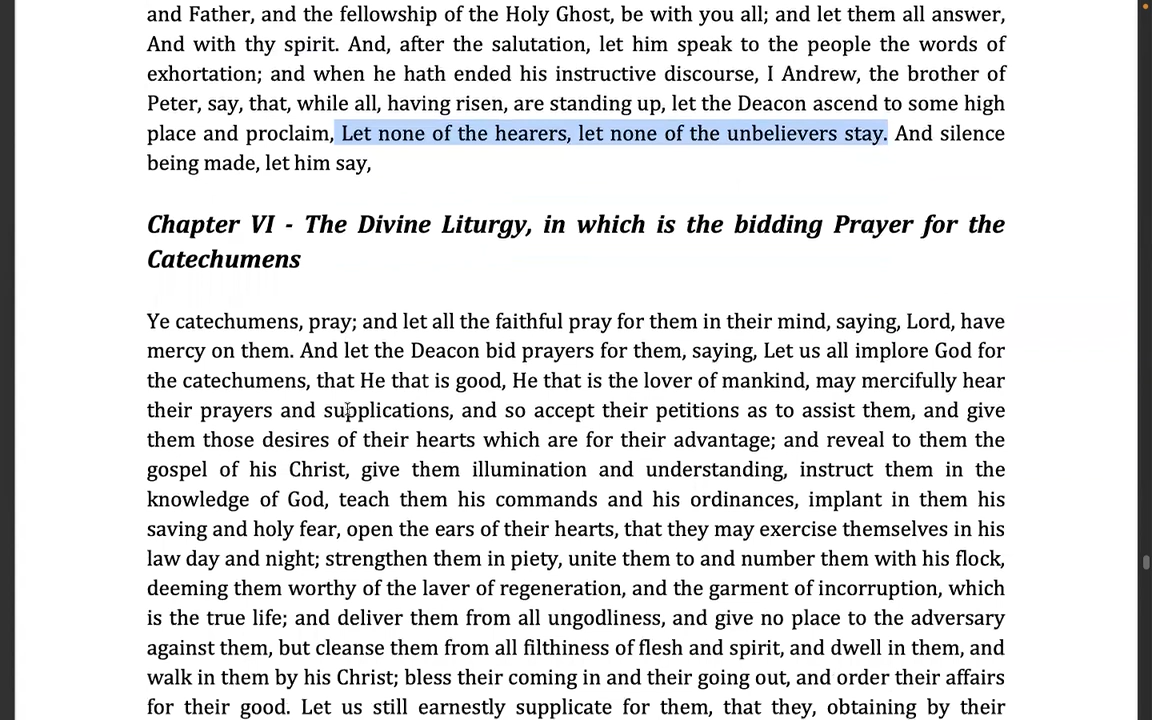 and Father, and the fellowship of the Holy Ghost, be with you all; and let them all answer,
And with thy spirit. And, after the salutation, let him speak to the people the words of
exhortation; and when he hath ended his instructive discourse, I Andrew, the brother of
Peter, say, that, while all, having risen, are standing up, let the Deacon ascend to some high
place and proclaim, Let none of the hearers, let none of the unbelievers stay. And silence
being made, let him say,
Chapter VI - The Divine Liturgy, in which is the bidding Prayer for the
Catechumens
Ye catechumens, pray; and let all the faithful pray for them in their mind, saying, Lord, have
mercy on them. And let the Deacon bid prayers for them, saying, Let us all implore God for
the catechumens, that He that is good, He that is the lover of mankind, may mercifully hear
their prayers and supplications, and so accept their petitions as to assist them, and give
them those desires of their hearts which are for their advantage; and reveal to them the
gospel of his Christ, give them illumination and understanding, instruct them in the
knowledge of God, teach them his commands and his ordinances, implant in them his
saving and holy fear, open the ears of their hearts, that they may exercise themselves in his
law day and night; strengthen them in piety, unite them to and number them with his flock,
deeming them worthy of the laver of regeneration, and the garment of incorruption, which
is the true life; and deliver them from all ungodliness, and give no place to the adversary
against them, but cleanse them from all filthiness of flesh and spirit, and dwell in them, and
walk in them by his Christ; bless their coming in and their going out, and order their affairs
for their good. Let us still earnestly supplicate for them, that they, obtaining by their